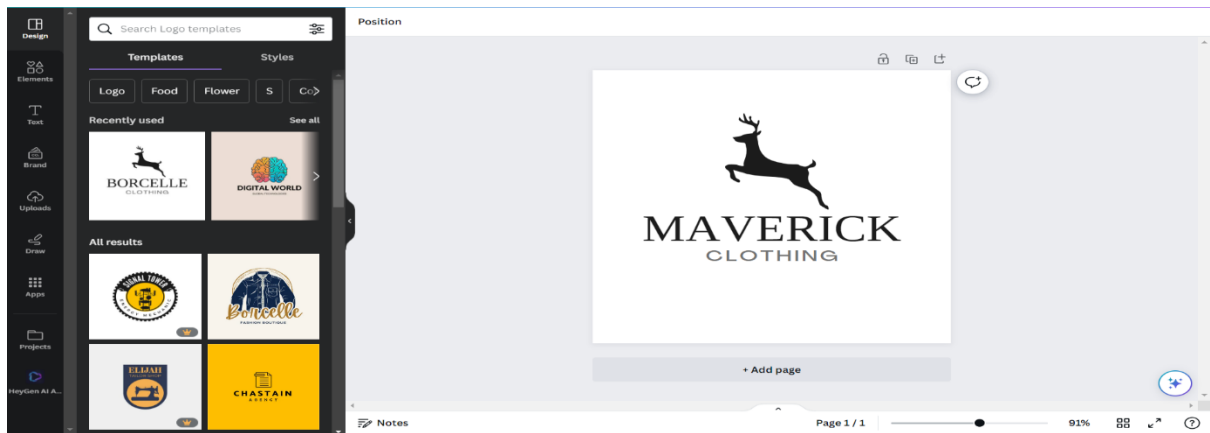 Design
Elements
Text
Brand
Uploads
Draw
Apps
Projects
HeyGen AI A...
Search Logo templates
Templates
Styles
Logo
Food
Flower
S
Recently used
See all
BORCELLE
CLOTHING
DIGITAL WORLD
All results
SIGNAL TOWER
ENERGY MECHANIC
Borcelle
FASHION BOUTIQUE
ELIJAH
CHASTAIN
AGENCY
Position
MAVERICK
CLOTHING
+ Add page
Notes
Page 1 / 1
91%